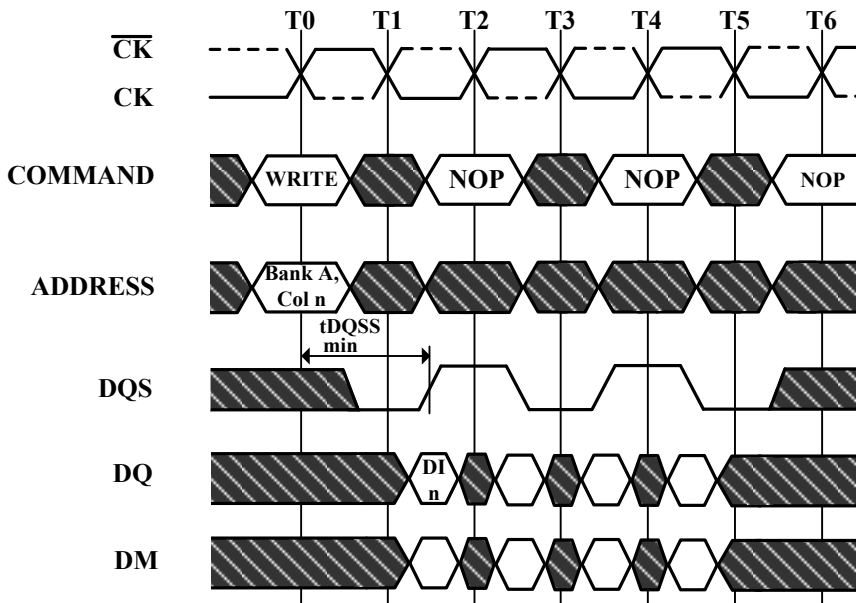 T0 T1 T2 T3 T4 T5 T6
CK
CK
COMMAND WRITE NOP NOP NOP
ADDRESS Bank A,
Col n
tDQSS
min
DQS
DQ DI
n
DM